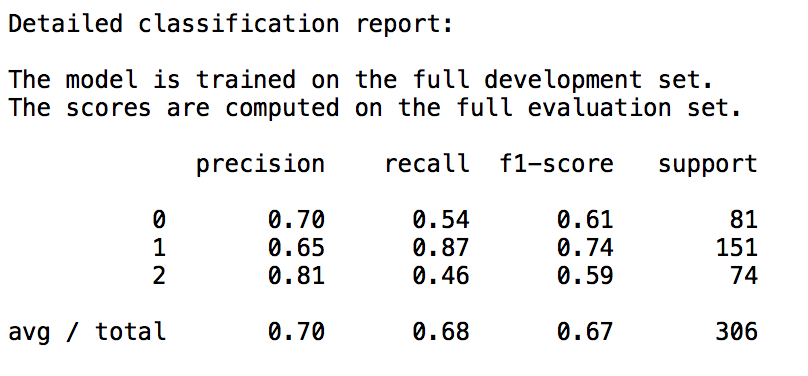 Detailed classification report:
The model is trained on the full development set.
The scores are computed on the full evaluation set.
precision recall f1-score support
0 0.70 0.54 0.61 81
1 0.65 0.87 0.74 151
2 0.81 0.46 0.59 74
avg / total 0.70 0.68 0.67 306